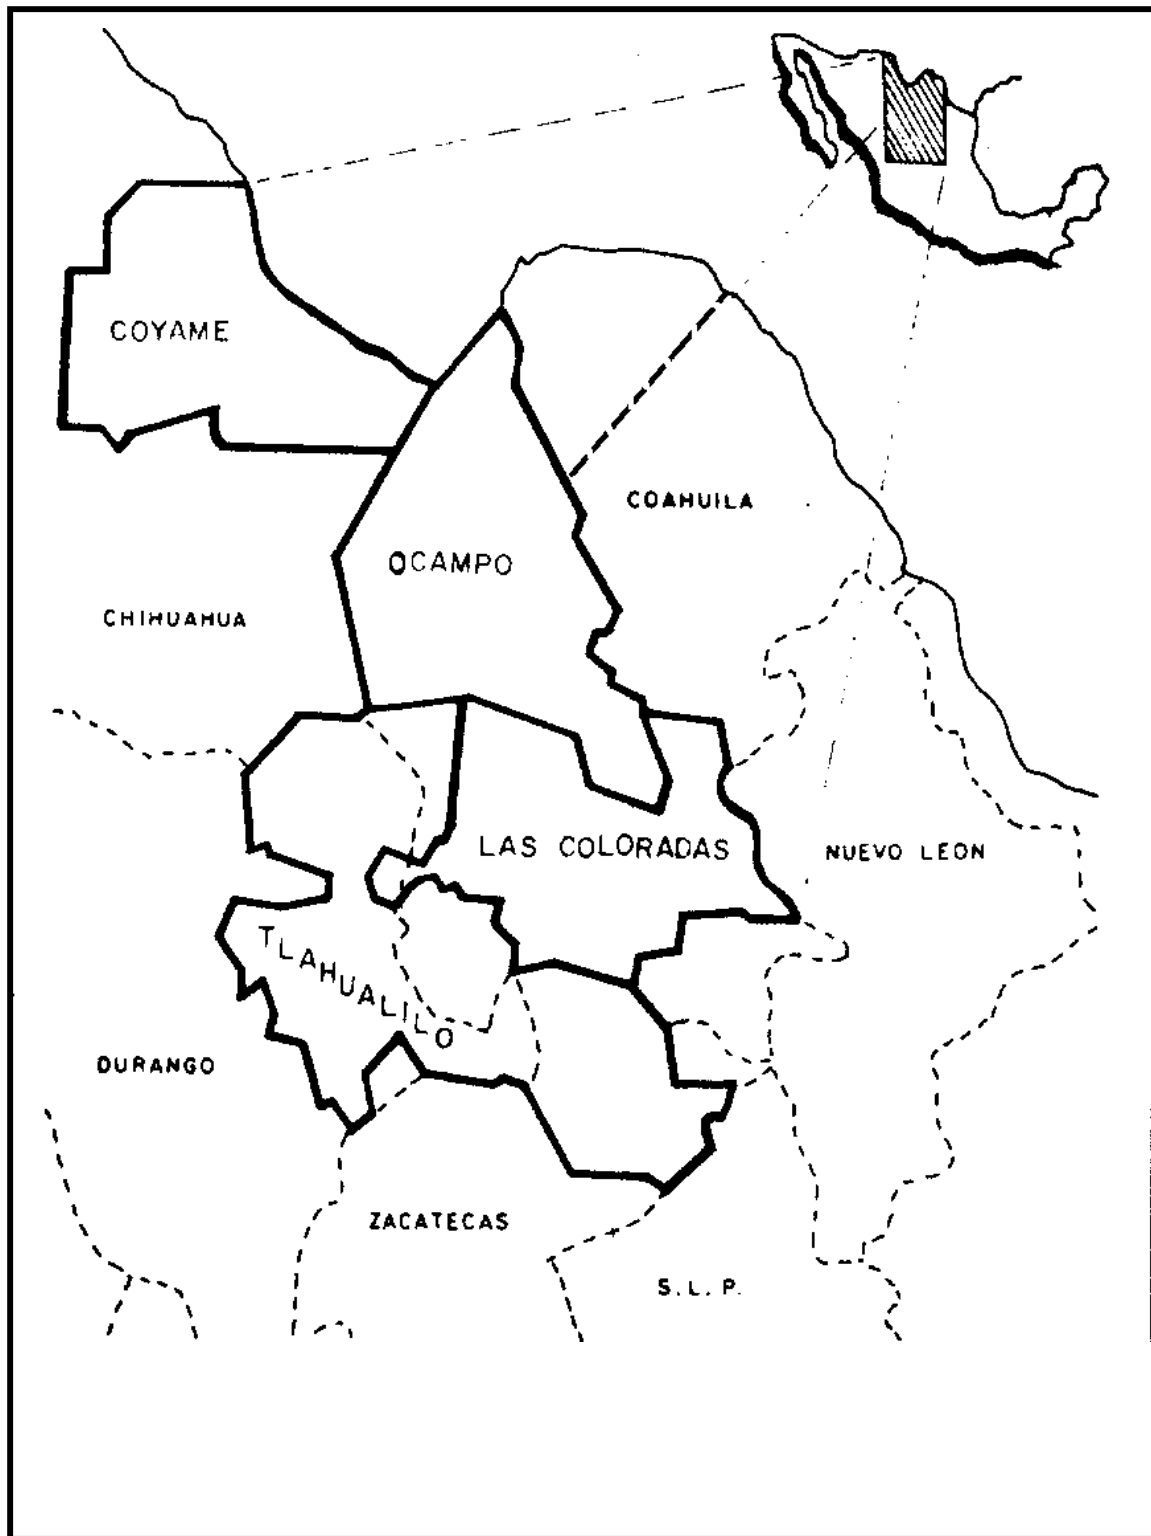 COYAME
COAHUILA
OCAMPO
CHIHUAHUA
LAS COLORADAS
NUEVO LEON
TLAHUALILO
DURANGO
ZACATECAS
S. L. P.